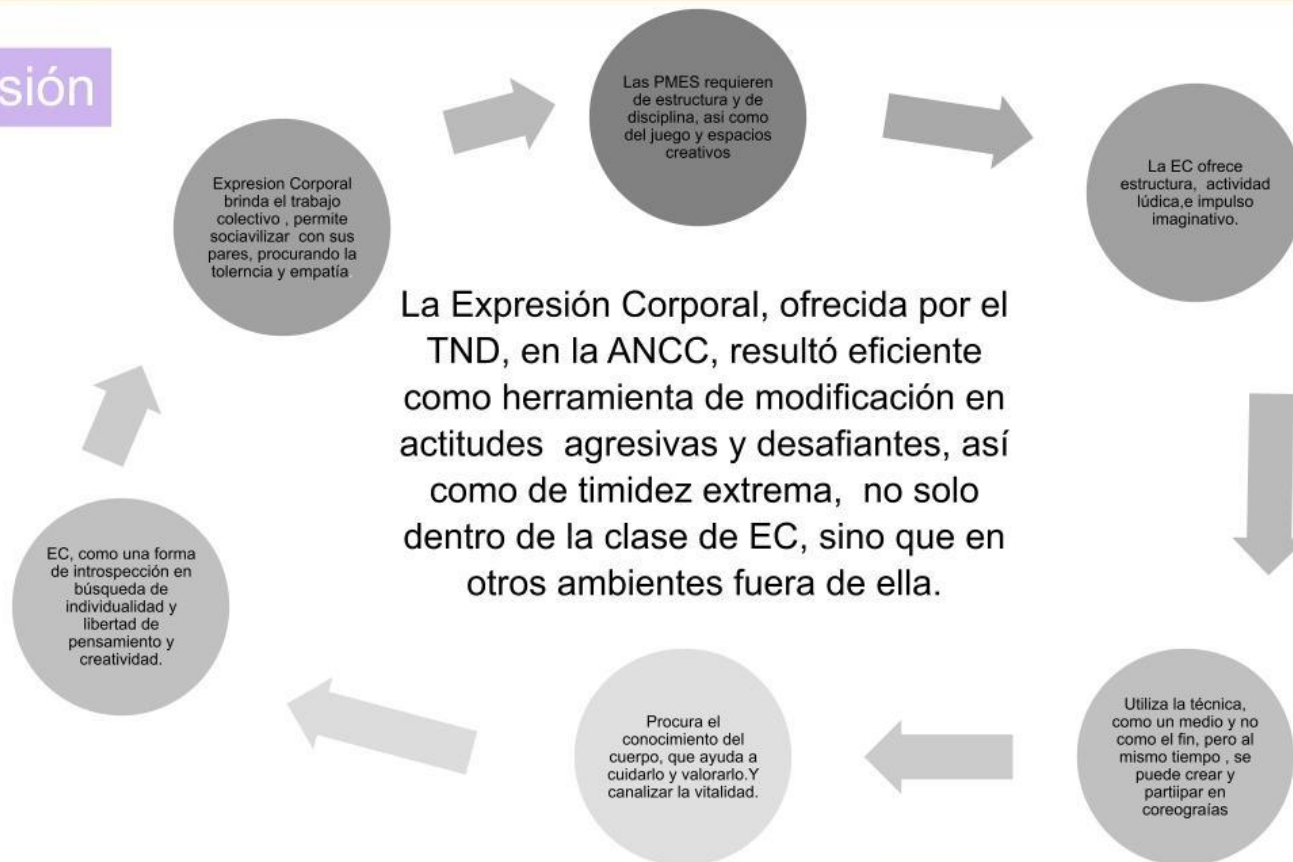 sión
Las PMES requieren
de estructura y de
disciplina, asi como
del juego y espacios
creativos
La EC ofrece
estructura, actividad
lúdica,e impulso
imaginativo.
Utiliza la técnica,
como un medio y no
como el fin, pero al
mismo tiempo , se
puede crear y
partiipar en
coreograías
Procura el
conocimiento del
cuerpo, que ayuda a
cuidarlo y valorarlo.Y
canalizar la vitalidad.
EC, como una forma
de introspección en
búsqueda de
individualidad y
libertad de
pensamiento y
creatividad.
Expresion Corporal
brinda el trabajo
colectivo , permite
sociavilizar con sus
pares, procurando la
tolerncia y empatía.
La Expresión Corporal, ofrecida por el
TND, en la ANCC, resultó eficiente
como herramienta de modificación en
actitudes agresivas y desafiantes, así
como de timidez extrema, no solo
dentro de la clase de EC, sino que en
otros ambientes fuera de ella.